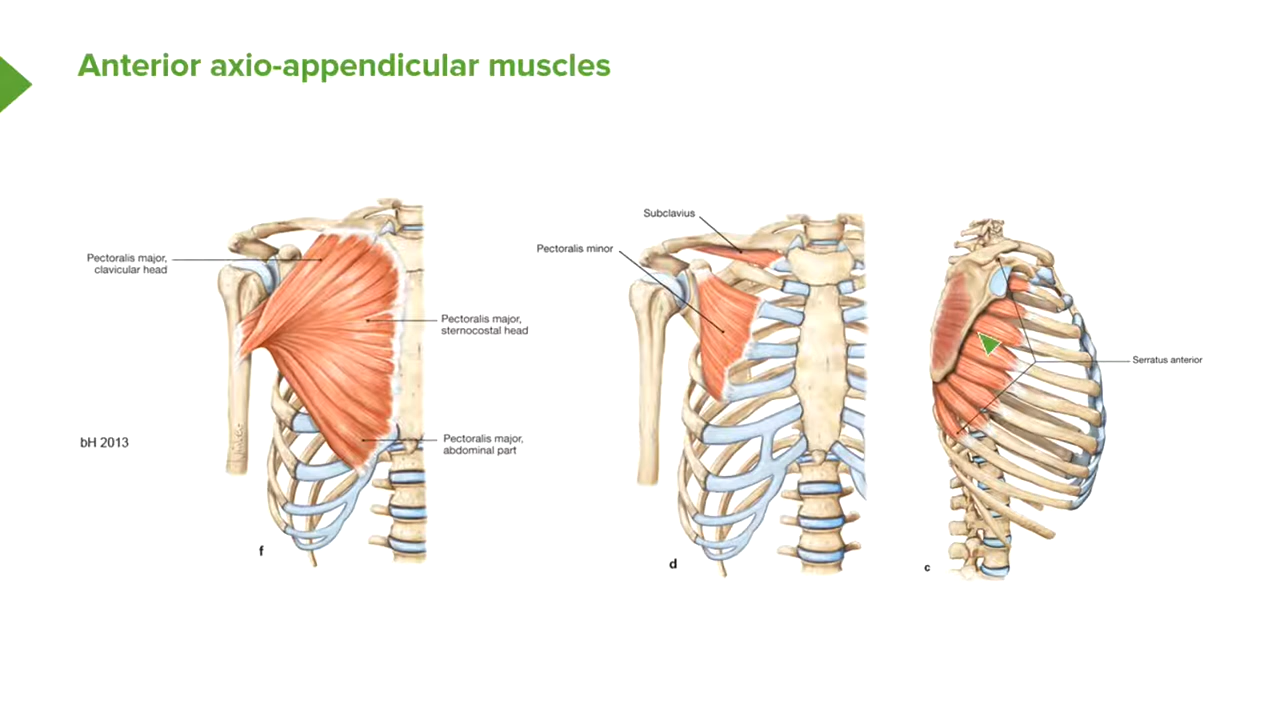 Anterior axio-appendicular muscles
Pectoralis major,
clavicular head
Pectoralis major,
sternocostal head
Pectoralis major,
abdominal part
bH 2013
f
Subclavius
Pectoralis minor
d
Serratus anterior
c